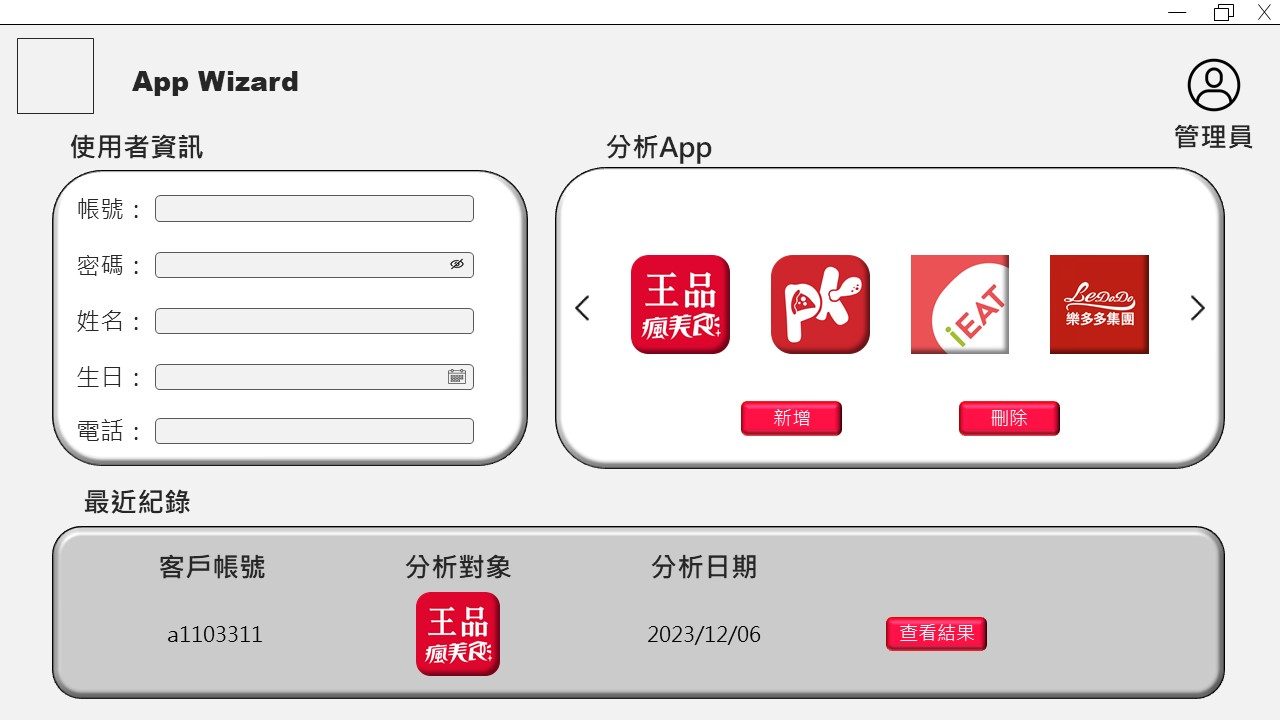 App Wizard
管理員
使用者資訊
分析App
帳號：
密碼：
姓名：
生日：
電話：
王品
瘋美食
PK
iEAT
LeDoDo
樂多多集團
新增
刪除
最近紀錄
客戶帳號
分析對象
分析日期
a1103311
王品
瘋美食
2023/12/06
查看結果